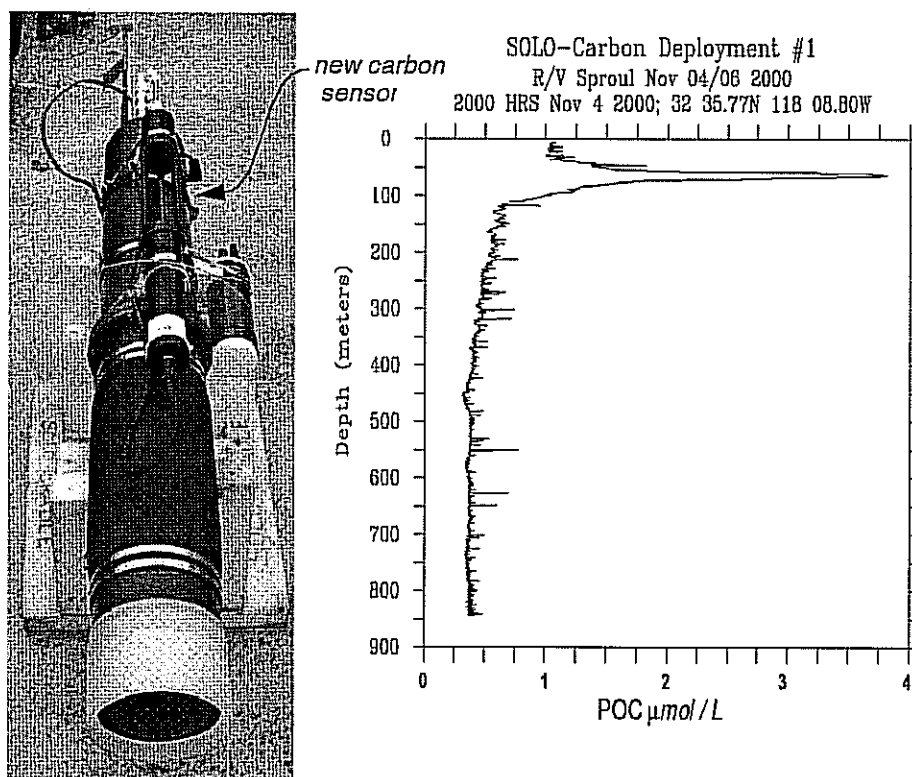 new carbon
sensor
SOLO-Carbon Deployment #1
R/V Sproul Nov 04/06 2000
2000 HRS Nov 4 2000; 32 35.77N 118 08.80W
0
100
200
300
400
500
600
700
800
900
Depth (meters)
0 1 2 3 4
POC µmol/L